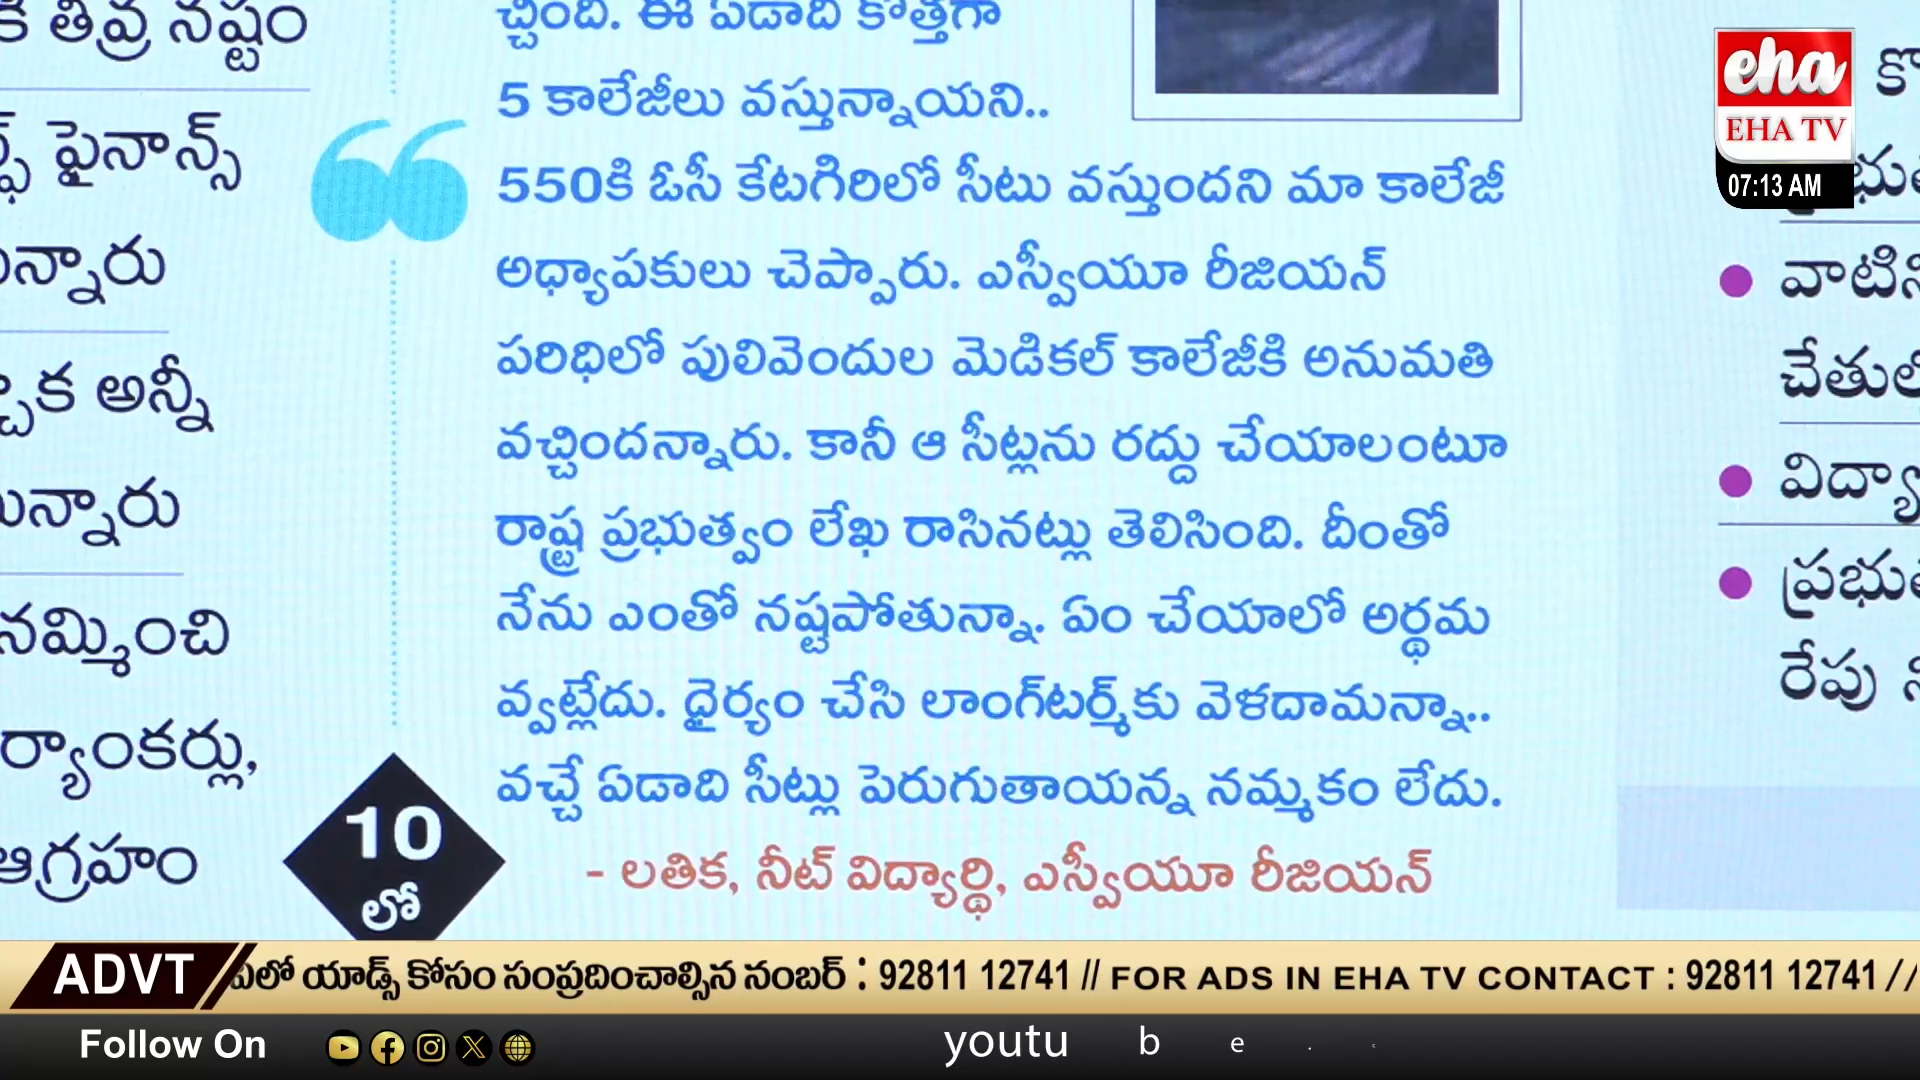 తీవ్ర నష్టం
ఫైనాన్స్
అన్నీ
నమ్మించి
ఆగ్రహం
10
లో
చ్చింది. ఈ ఏడాది కొత్తగా
5 కాలేజీలు వస్తున్నాయని..
550కి ఓసీ కేటగిరిలో సీటు వస్తుందని మా కాలేజీ
అధ్యాపకులు చెప్పారు. ఎస్వీయూ రీజియన్
పరిధిలో పులివెందుల మెడికల్ కాలేజీకి అనుమతి
వచ్చిందన్నారు. కానీ ఆ సీట్లను రద్దు చేయాలంటూ
రాష్ట్ర ప్రభుత్వం లేఖ రాసినట్లు తెలిసింది. దీంతో
నేను ఎంతో నష్టపోతున్నా. ఏం చేయాలో అర్థమ
వ్వట్లేదు. ధైర్యం చేసి లాంగ్‌టర్మ్‌కు వెళదామన్నా..
వచ్చే ఏడాది సీట్లు పెరుగుతాయన్న నమ్మకం లేదు.
- లతిక, నీట్ విద్యార్థి, ఎస్వీయూ రీజియన్
రేపు
eha
EHA TV
07:13 AM
ADVT
యాడ్స్ కోసం సంప్రదించాల్సిన నంబర్ : 92811 12741 // FOR ADS IN EHA TV CONTACT : 92811 12741 //
Follow On
youtu b e .